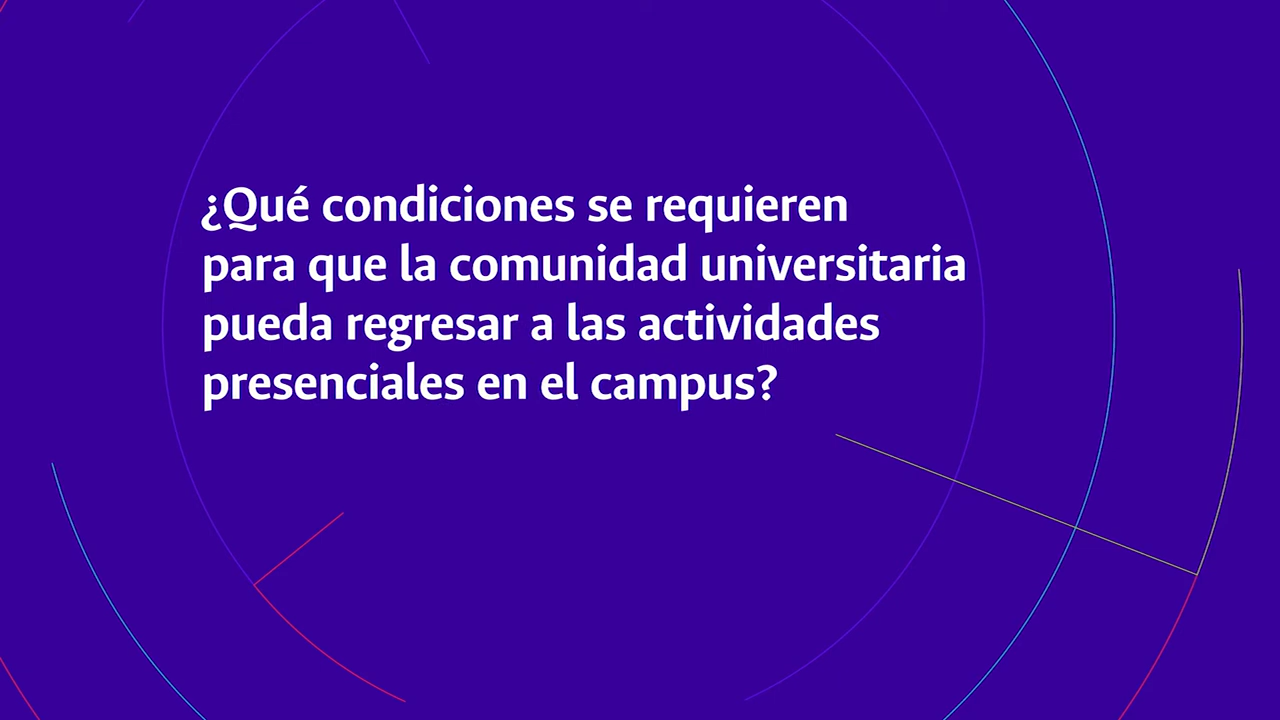 ¿Qué condiciones se requieren
para que la comunidad universitaria
pueda regresar a las actividades
presenciales en el campus?